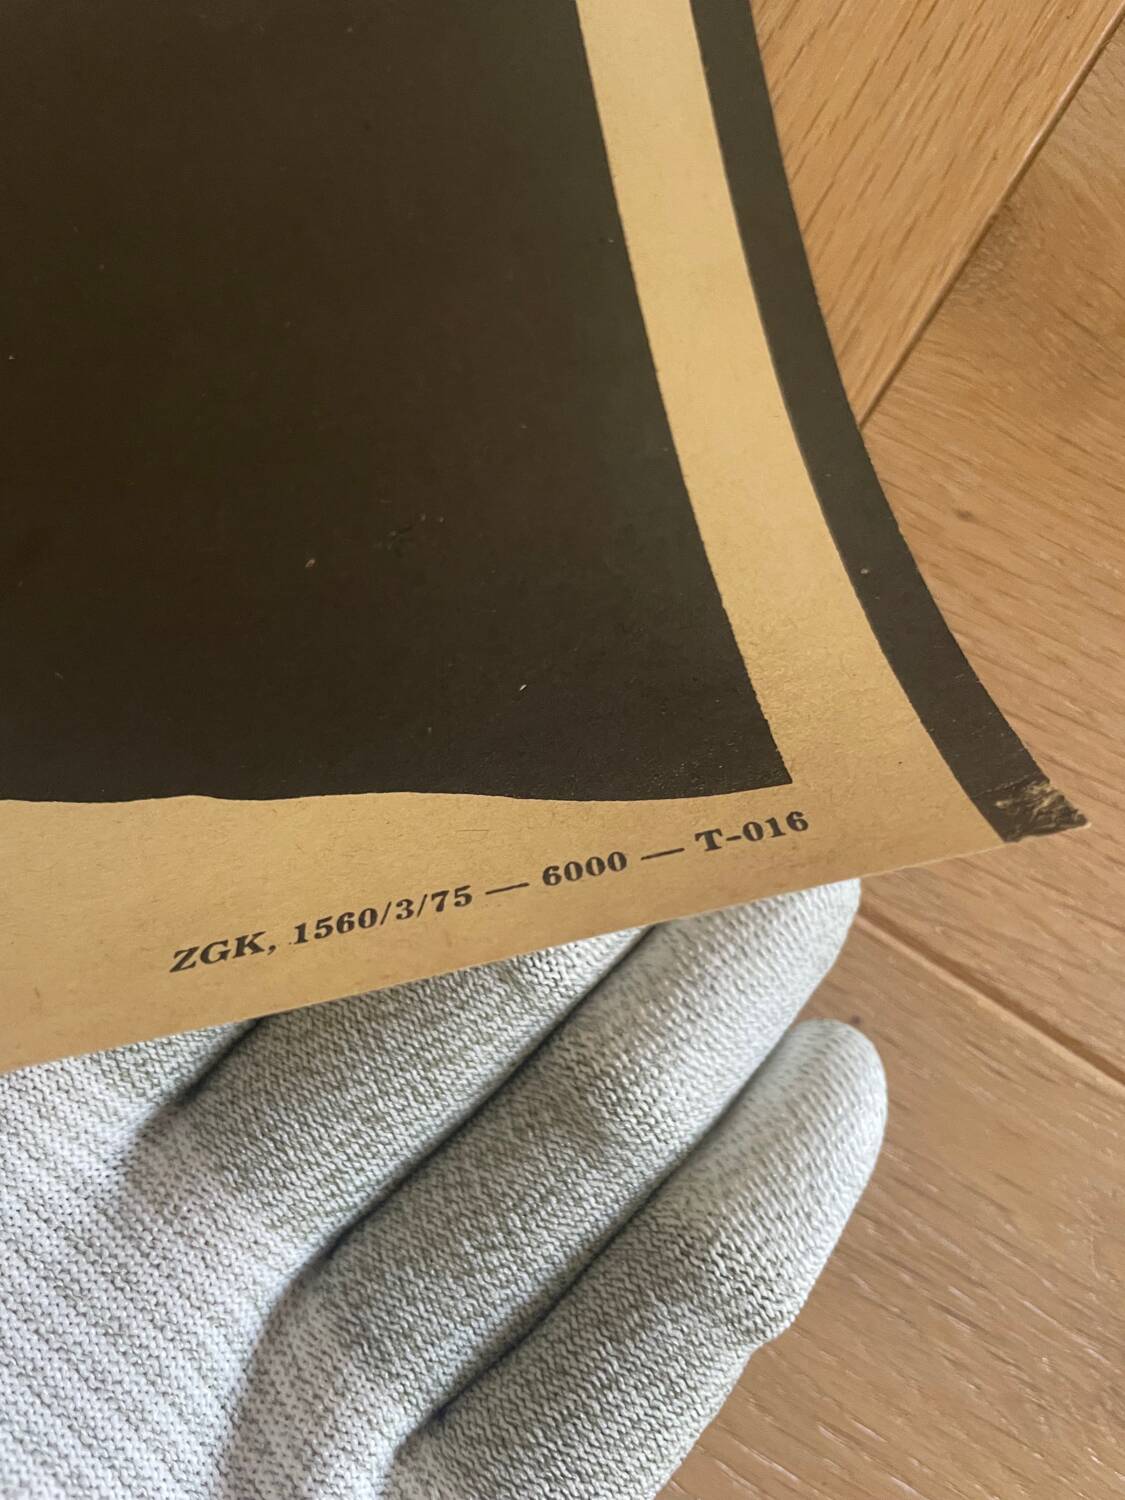 ZGK, 1560/3/75 — 6000 — T-016